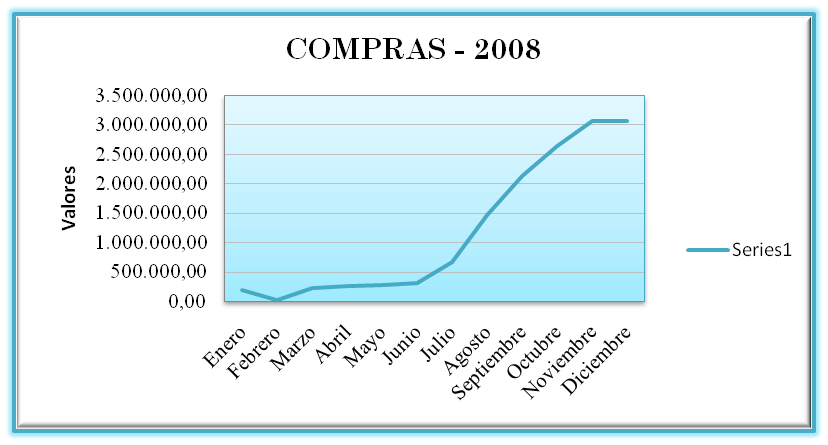 COMPRAS - 2008
3.500.000,00
3.000.000,00
2.500.000,00
2.000.000,00
1.500.000,00
1.000.000,00
500.000,00
0,00
Valores
Enero
Febrero
Marzo
Abril
Mayo
Junio
Julio
Agosto
Septiembre
Octubre
Noviembre
Diciembre
Series1